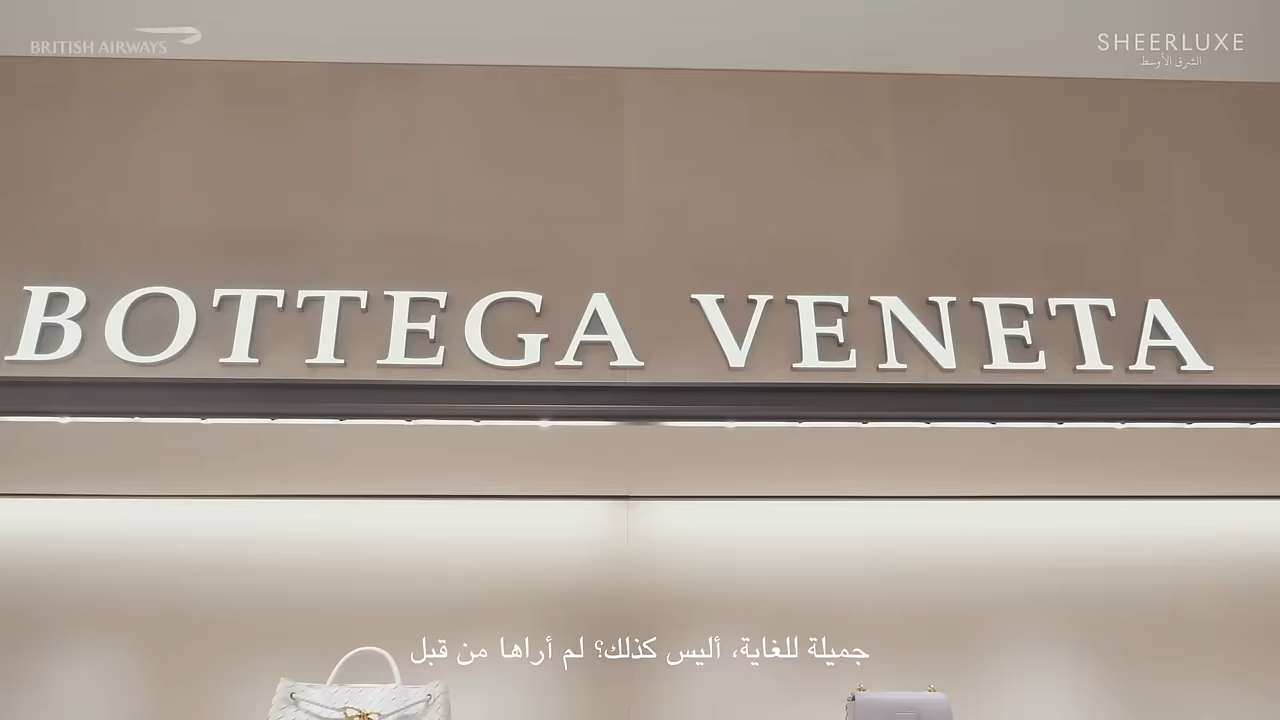 BRITISH AIRWAYS
SHEERLUXE
الشرق الأوسط
BOTTEGA VENETA
جميلة للغاية، أليس كذلك؟ لم أراها من قبل